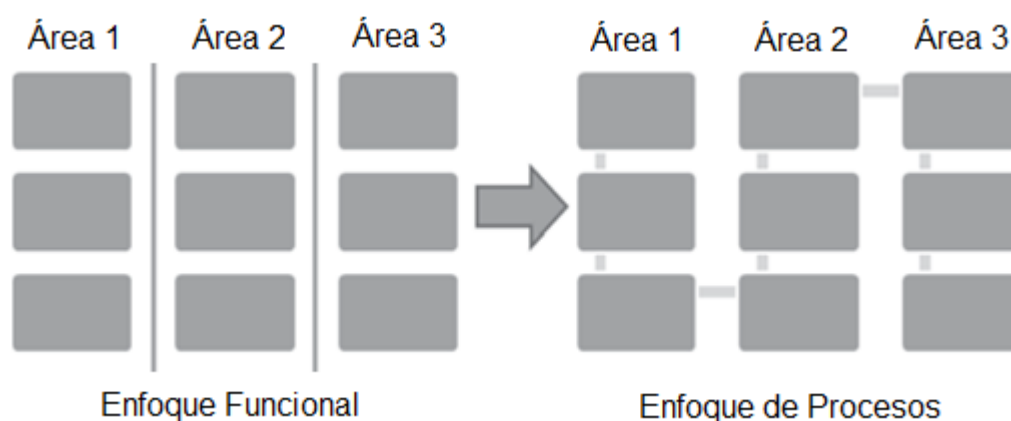 Área 1 Área 2 Área 3
Área 1 Área 2 Área 3
Enfoque Funcional
Enfoque de Procesos